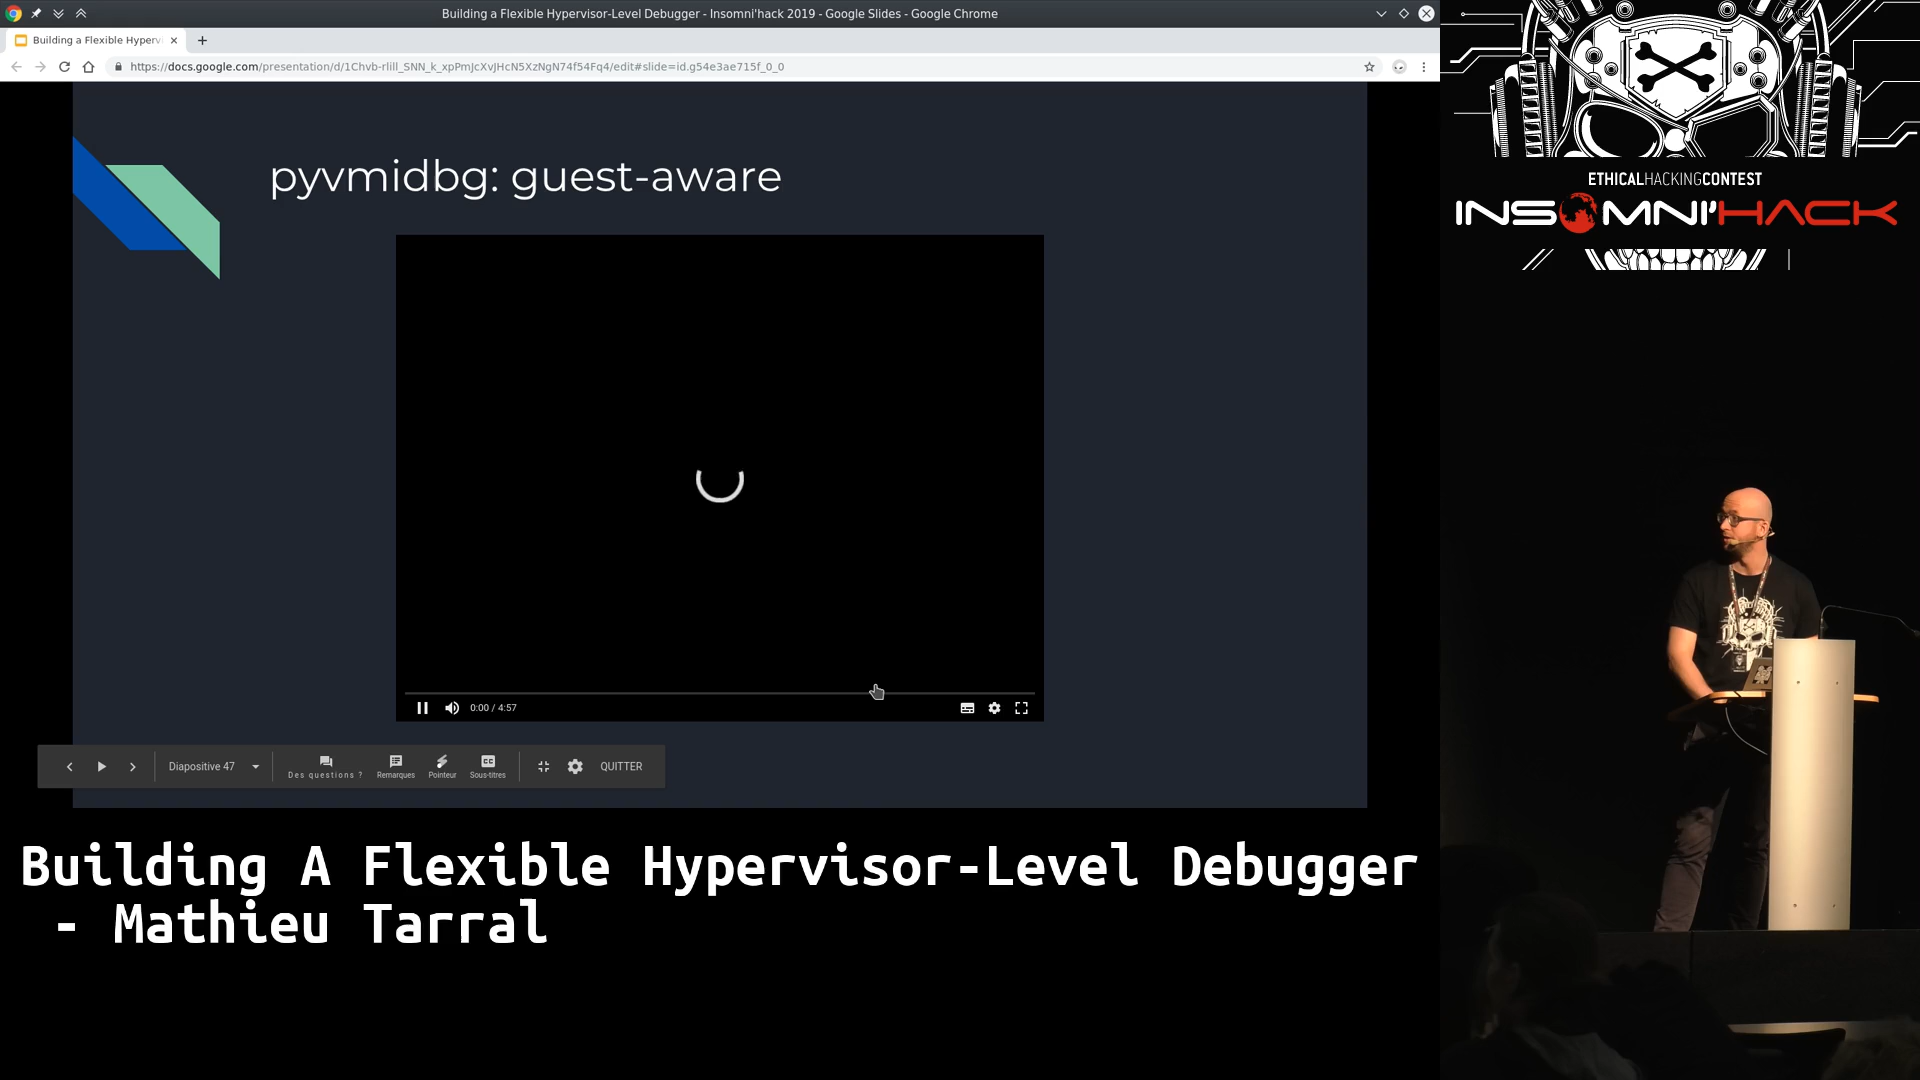 Building a Flexible Hypervisor-Level Debugger - Insomni'hack 2019 - Google Slides - Google Chrome
Building a Flexible Hyperv
https://docs.google.com/presentation/d/1Chvb-rlill_SNN_k_xpPmJcXvJHcN5XzNgN74f54Fq4/edit#slide=id.g54e3ae715f_0_0
pyvmidbg: guest-aware
0:00 / 4:57
Diapositive 47
Des questions ?
Remarques
Pointeur
CC
Sous-titres
QUITTER
ETHICALHACKINGCONTEST
INSOMNI'HACK
Building A Flexible Hypervisor-Level Debugger
- Mathieu Tarral